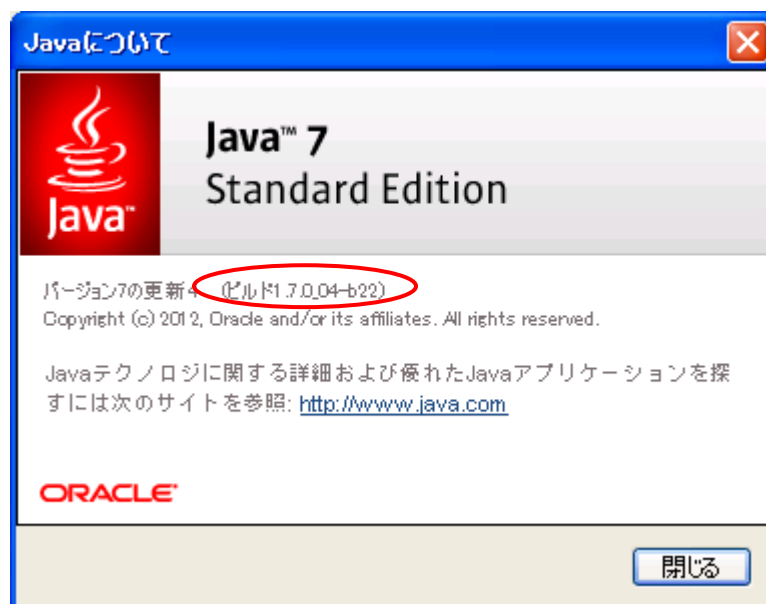 Javaについて
Java™ 7
Standard Edition
Java™
バージョン7の更新4 (ビルド1.7.0_04-b22)
Copyright (c) 2012, Oracle and/or its affiliates. All rights reserved.
Javaテクノロジに関する詳細および優れたJavaアプリケーションを探
すには次のサイトを参照: http://www.java.com
ORACLE®
閉じる